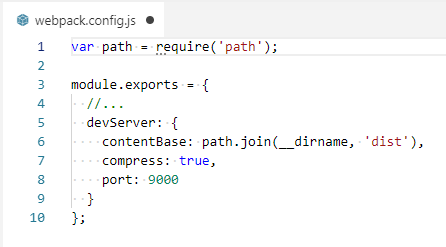 webpack.config.js
1 var path = require('path');
2
3 module.exports = {
4   //...
5   devServer: {
6     contentBase: path.join(__dirname, 'dist'),
7     compress: true,
8     port: 9000
9   }
10 };